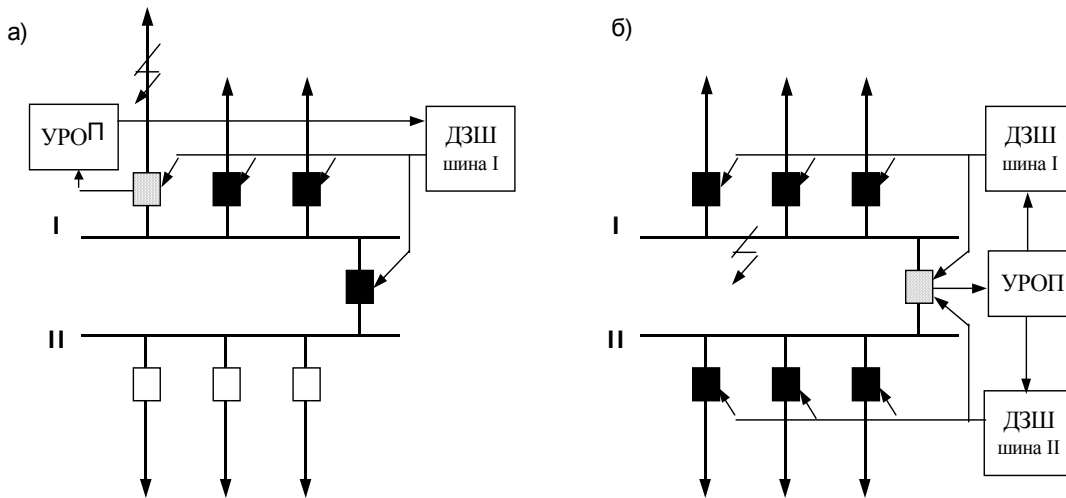 а)
УРОП
ДЗШ
шина I
I
II
б)
ДЗШ
шина I
I
УРОП
II
ДЗШ
шина II